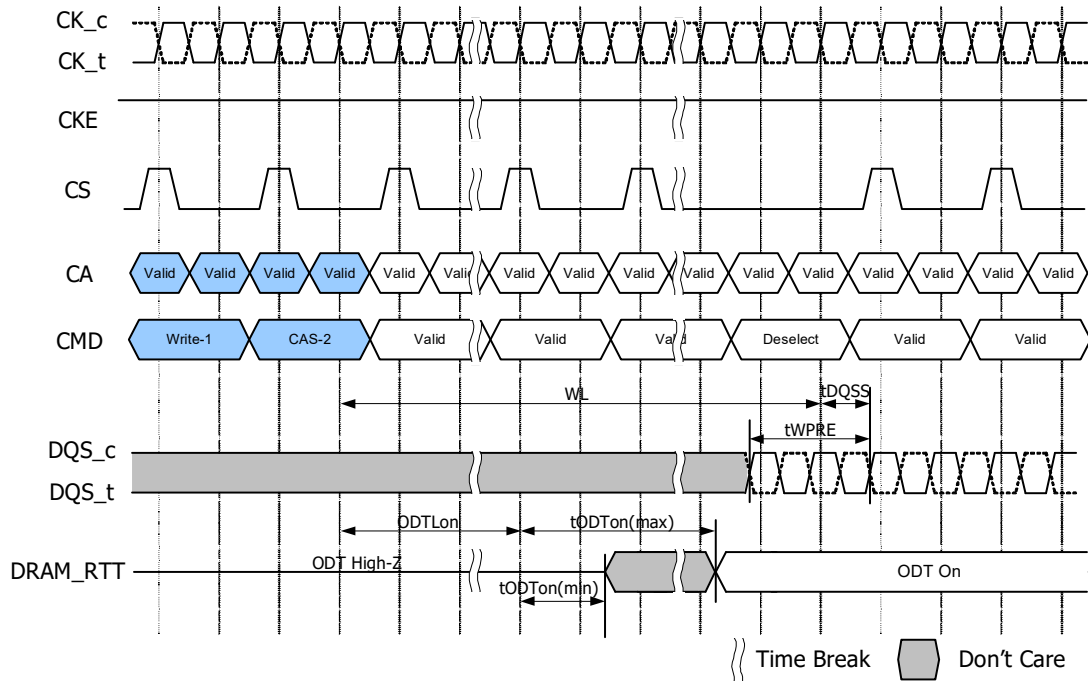 CK_c
CK_t
CKE
CS
CA Valid Valid Valid Valid Valid Valid Valid Valid Valid Valid Valid Valid Valid Valid Valid Valid
CMD Write-1 CAS-2 Valid Valid Valid Deselect Valid Valid
WL tDQSS
tWPRE
DQS_c
DQS_t
ODTLon tODTon(max)
DRAM_RTT ODT High-Z ODT On
tODTon(min)
Time Break Don't Care